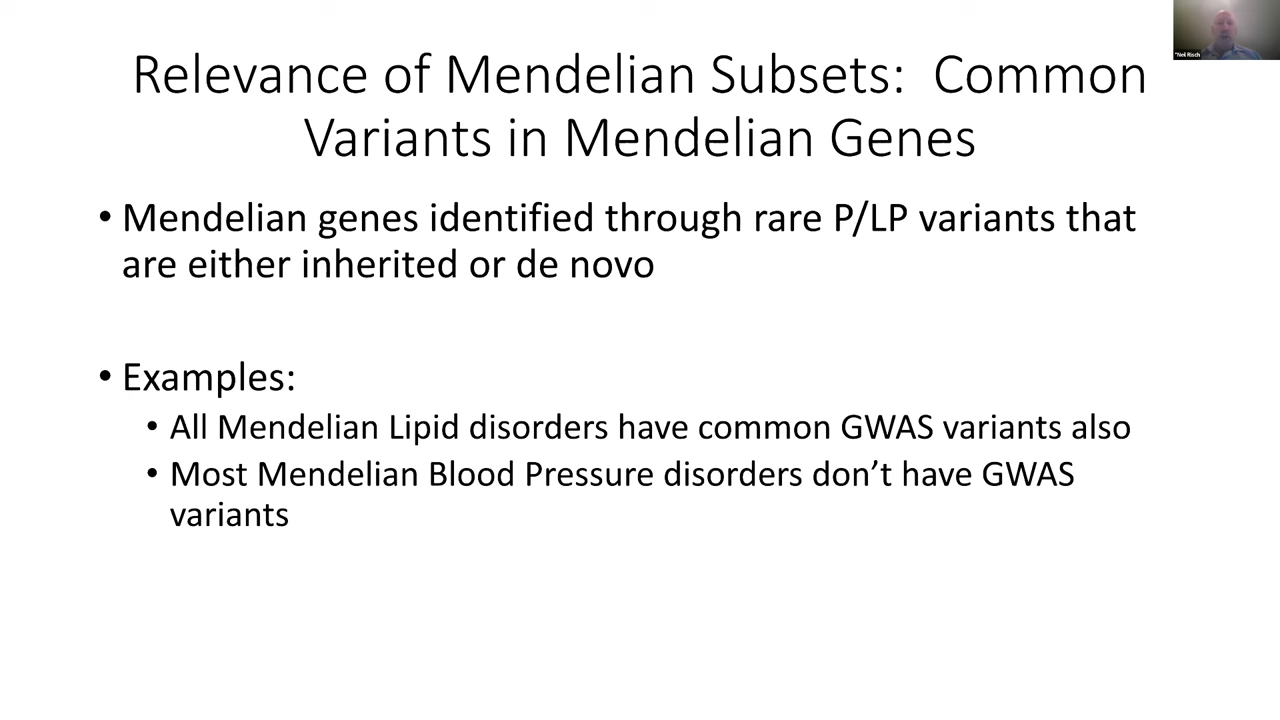 Relevance of Mendelian Subsets: Common
Variants in Mendelian Genes
• Mendelian genes identified through rare P/LP variants that
are either inherited or de novo
• Examples:
• All Mendelian Lipid disorders have common GWAS variants also
• Most Mendelian Blood Pressure disorders don’t have GWAS
variants
*Neil Risch